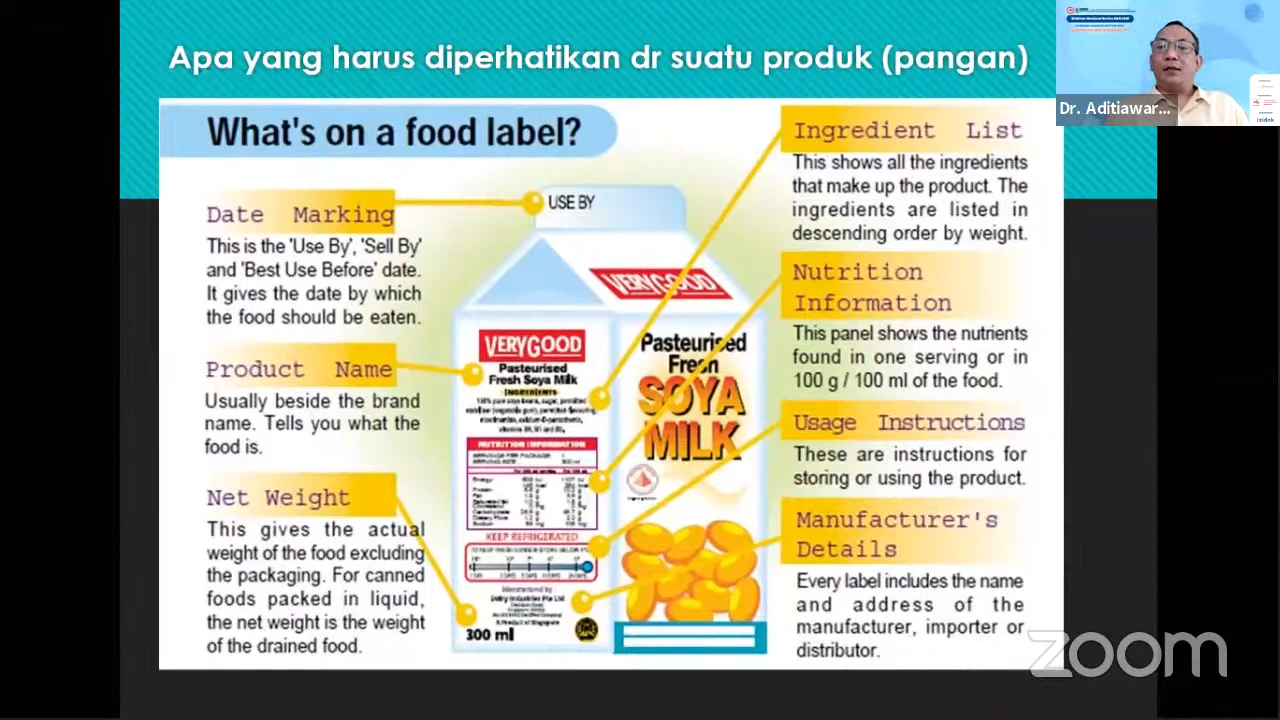 Apa yang harus diperhatikan dr suatu produk (pangan)
Dr. Aditiawar...
What's on a food label?
Date Marking
This is the 'Use By', 'Sell By'
and 'Best Use Before' date.
It gives the date by which
the food should be eaten.
Product Name
Usually beside the brand
name. Tells you what the
food is.
Net Weight
This gives the actual
weight of the food excluding
the packaging. For canned
foods packed in liquid,
the net weight is the weight
of the drained food.
USE BY
VERYGOOD
VERYGOOD
Pasteurised
Fresh Soya Milk
INGREDIENTS
NUTRITION INFORMATION
KEEP REFRIGERATED
Manufactured by
300 ml
Pasteurised
Fresh
SOYA
MILK
Ingredient List
This shows all the ingredients
that make up the product. The
ingredients are listed in
descending order by weight.
Nutrition
Information
This panel shows the nutrients
found in one serving or in
100 g / 100 ml of the food.
Usage Instructions
These are instructions for
storing or using the product.
Manufacturer's
Details
Every label includes the name
and address of the
manufacturer, importer or
distributor.
zoom